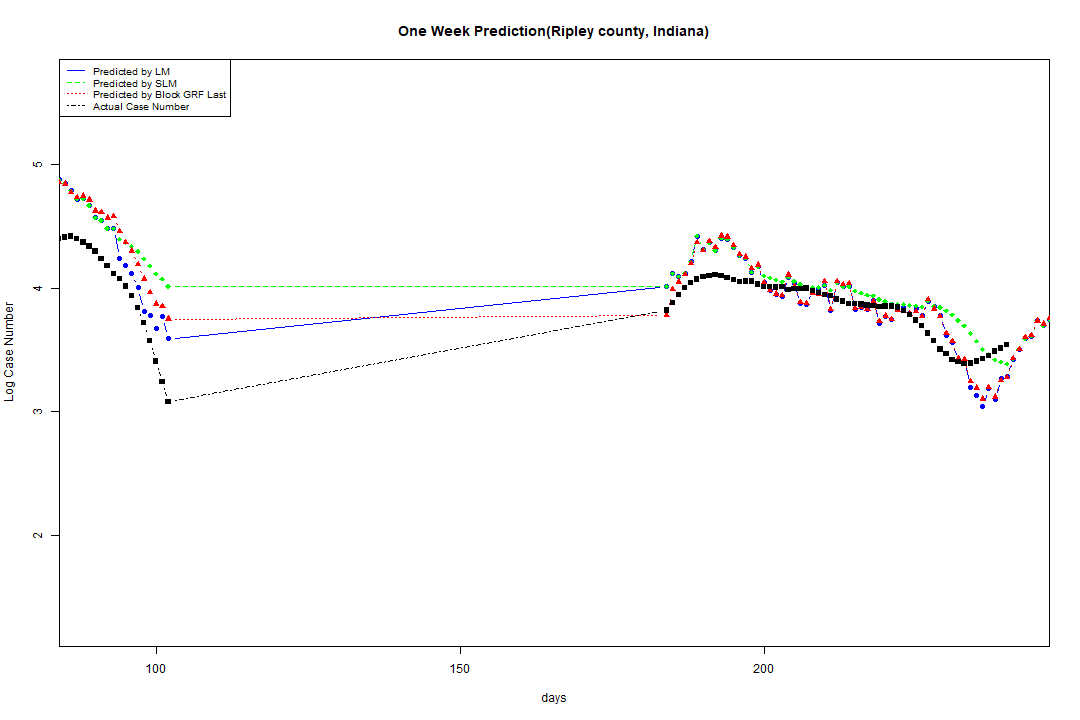 One Week Prediction(Ripley county, Indiana)
Predicted by LM
Predicted by SLM
Predicted by Block GRF Last
Actual Case Number
5
4
3
2
Log Case Number
100
150
200
days